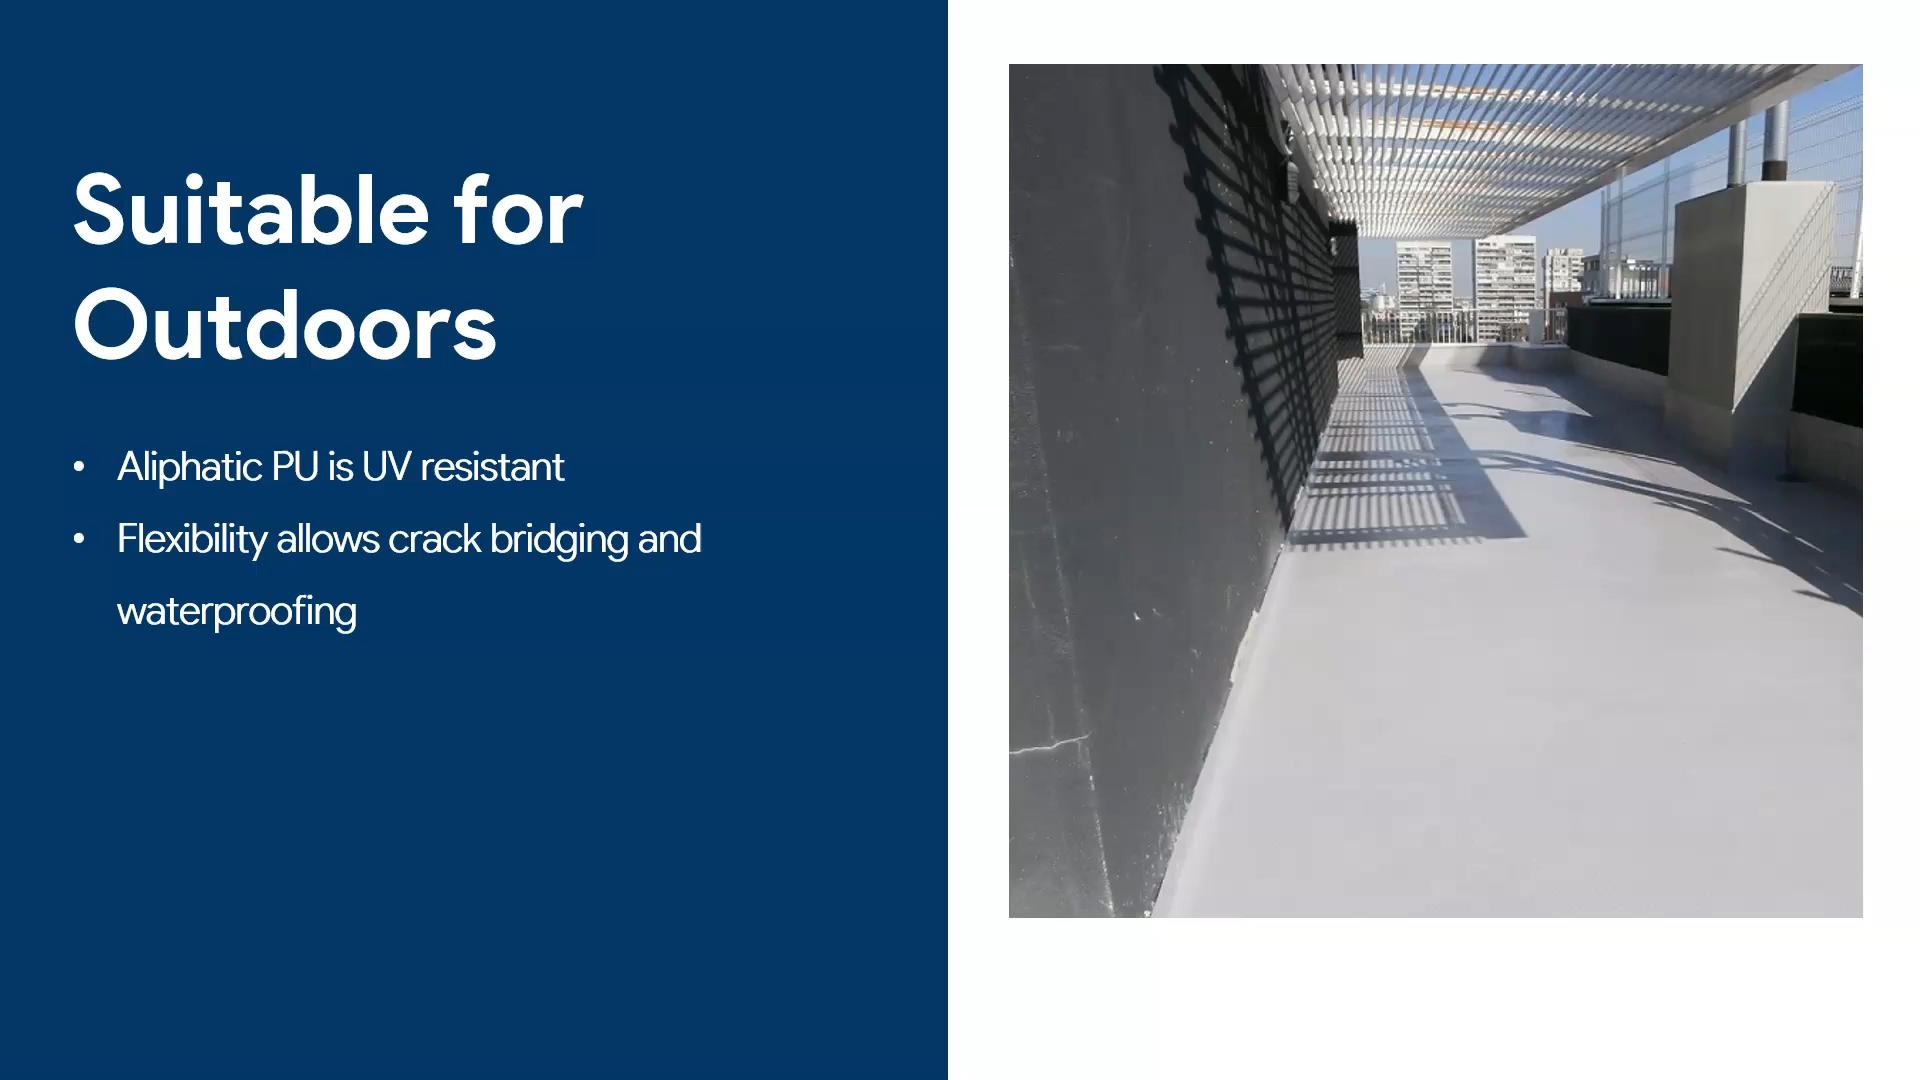 Suitable for
Outdoors
• Aliphatic PU is UV resistant
• Flexibility allows crack bridging and
waterproofing